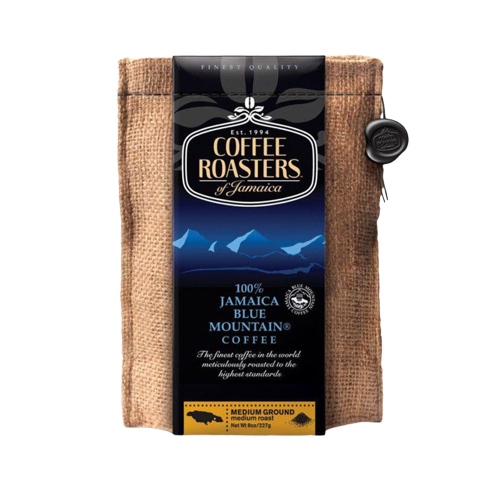 FINEST QUALITY
Est. 1994
COFFEE
ROASTERS
of Jamaica
100%
JAMAICA
BLUE
MOUNTAIN®
COFFEE
The finest coffee in the world
meticulously roasted to the
highest standards
MEDIUM GROUND
medium roast
Net Wt 8oz/227g